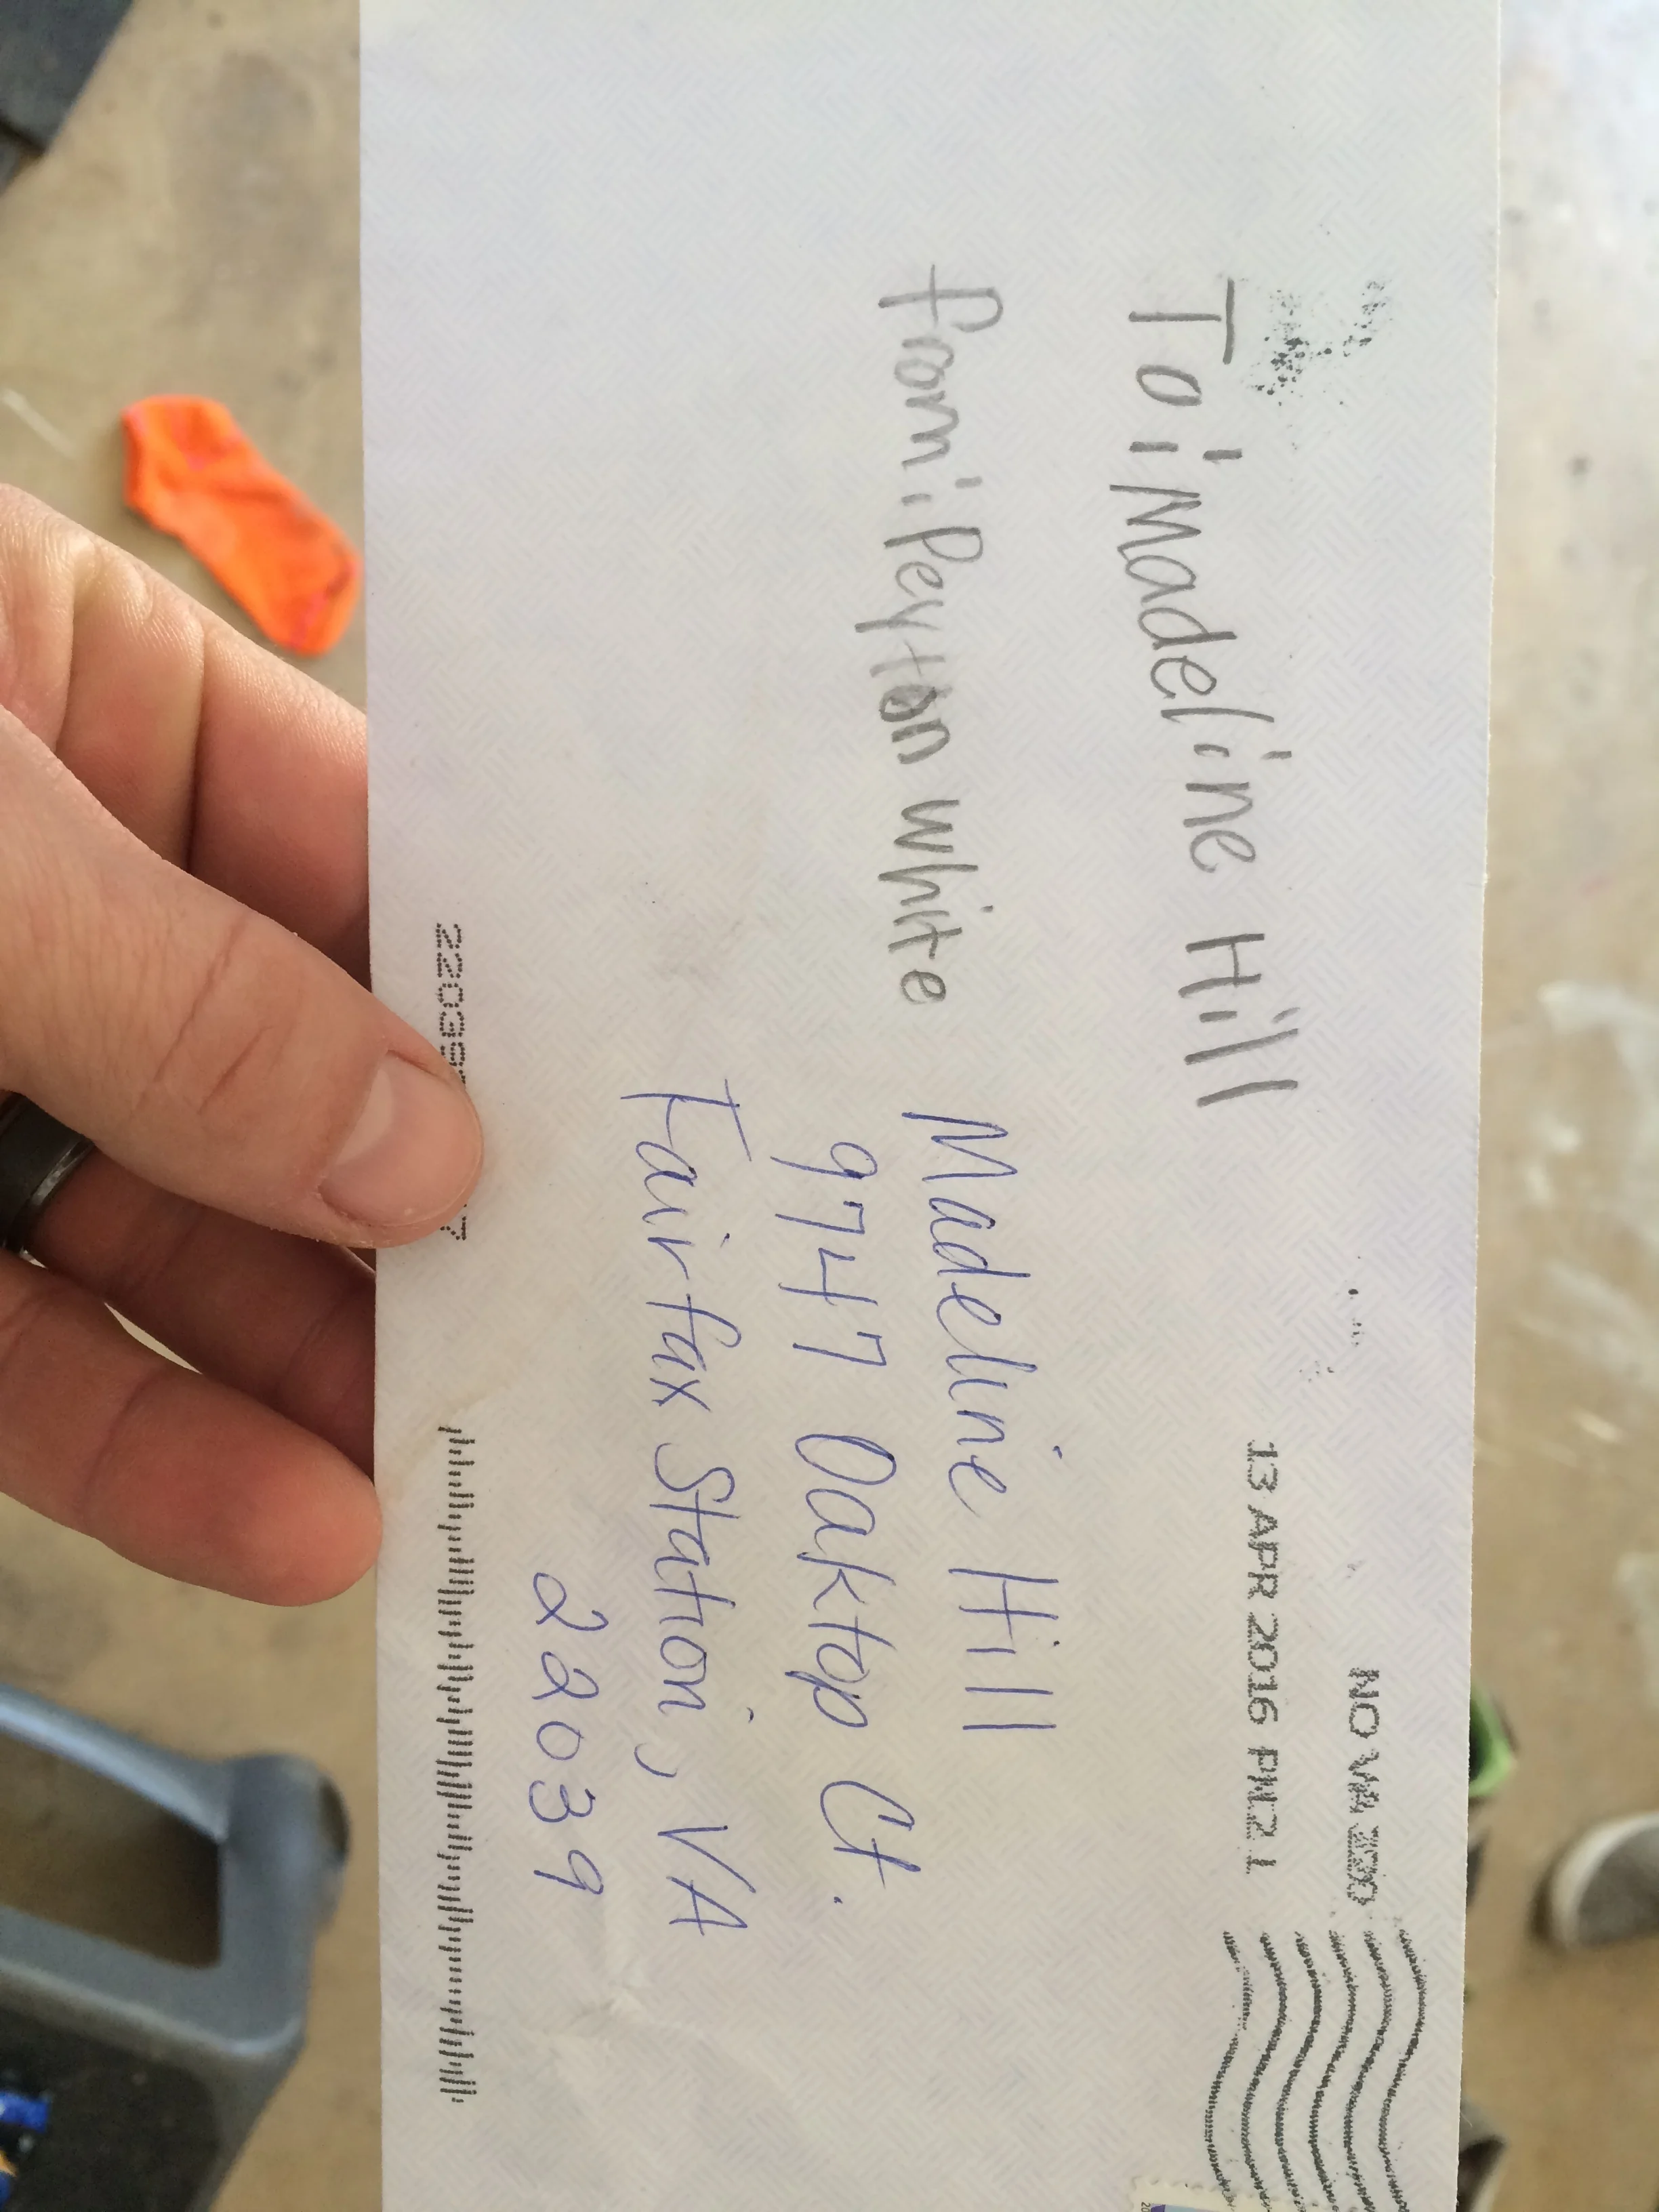 NO VA 220
13 APR 2016 PM 2 L
To: Madeline Hill
from: Peyton white
Madeline Hill
9747 Oaktop Ct.
Fairfax Station, VA
22039